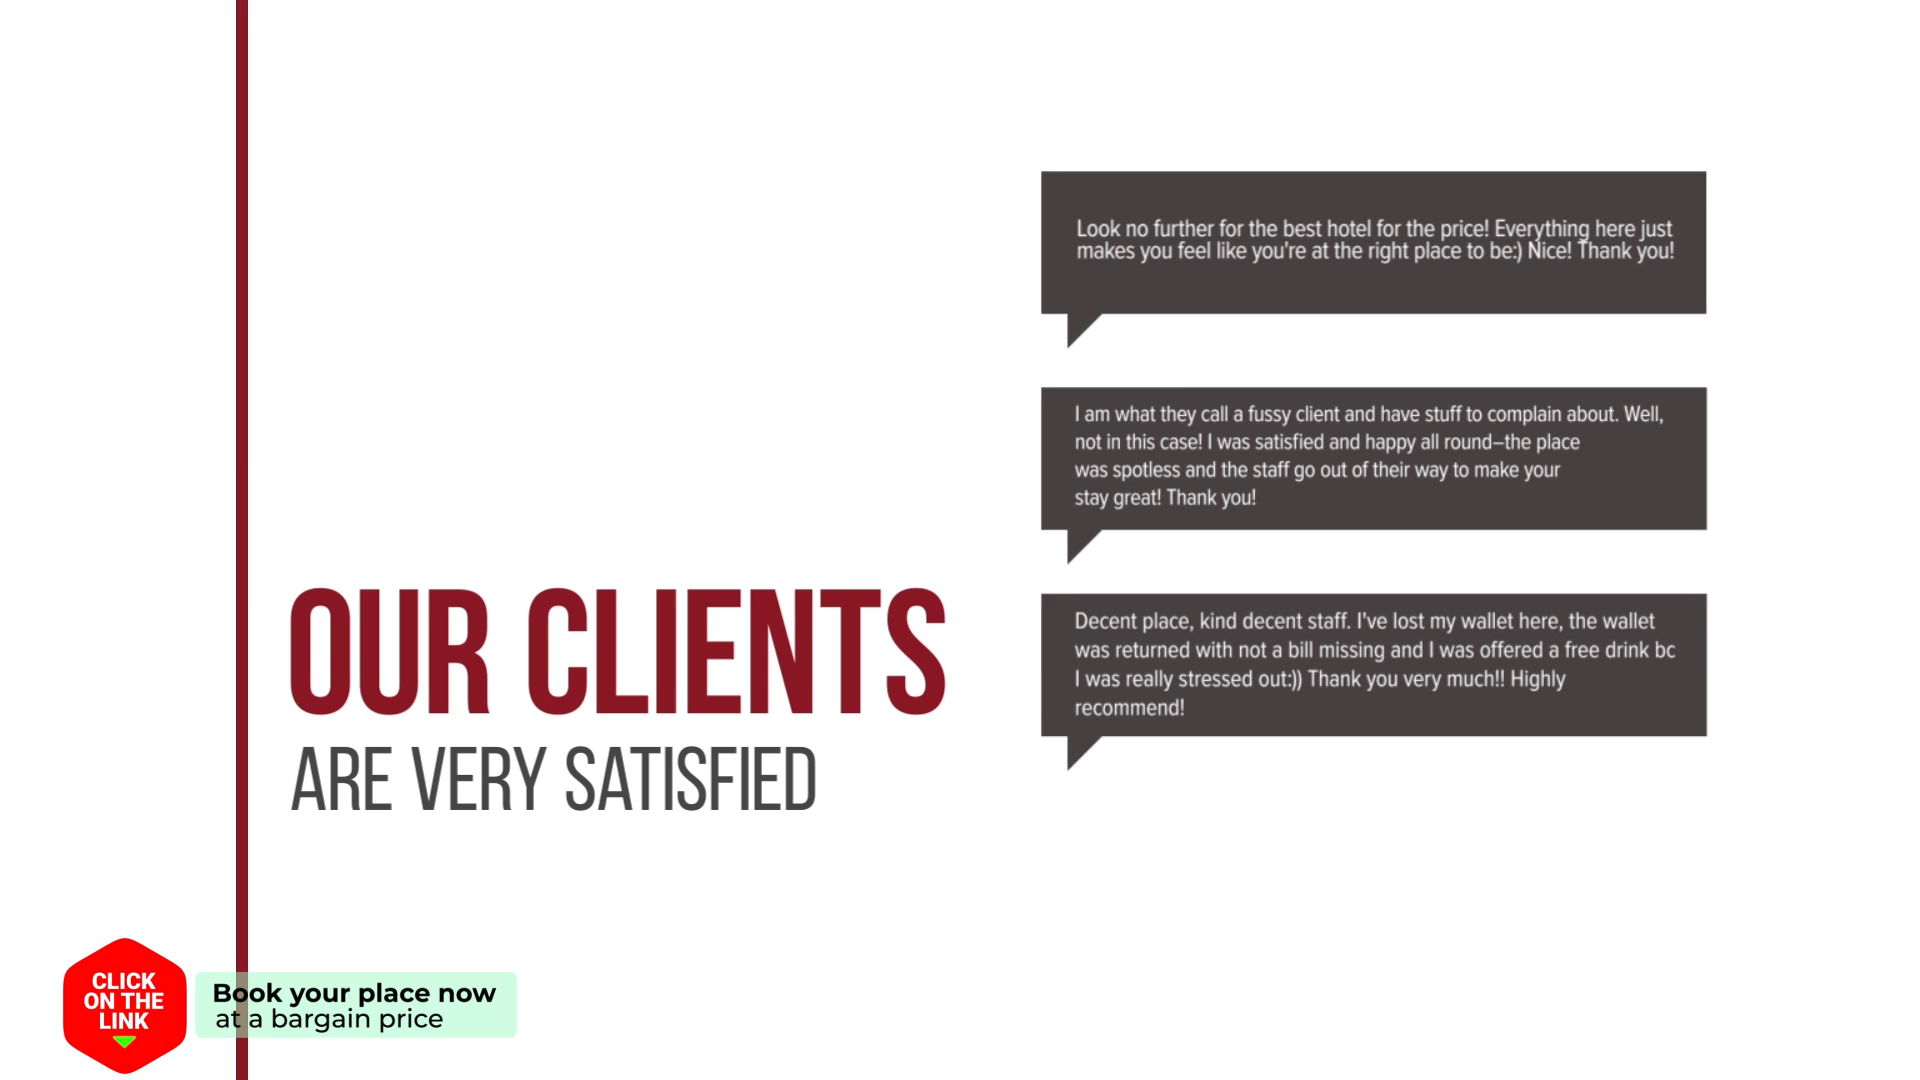 Look no further for the best hotel for the price! Everything here just
makes you feel like you're at the right place to be:) Nice! Thank you!
I am what they call a fussy client and have stuff to complain about. Well,
not in this case! I was satisfied and happy all round–the place
was spotless and the staff go out of their way to make your
stay great! Thank you!
Decent place, kind decent staff. I've lost my wallet here, the wallet
was returned with not a bill missing and I was offered a free drink bc
I was really stressed out:)) Thank you very much!! Highly
recommend!
OUR CLIENTS
ARE VERY SATISFIED
CLICK
ON THE
LINK
Book your place now
at a bargain price